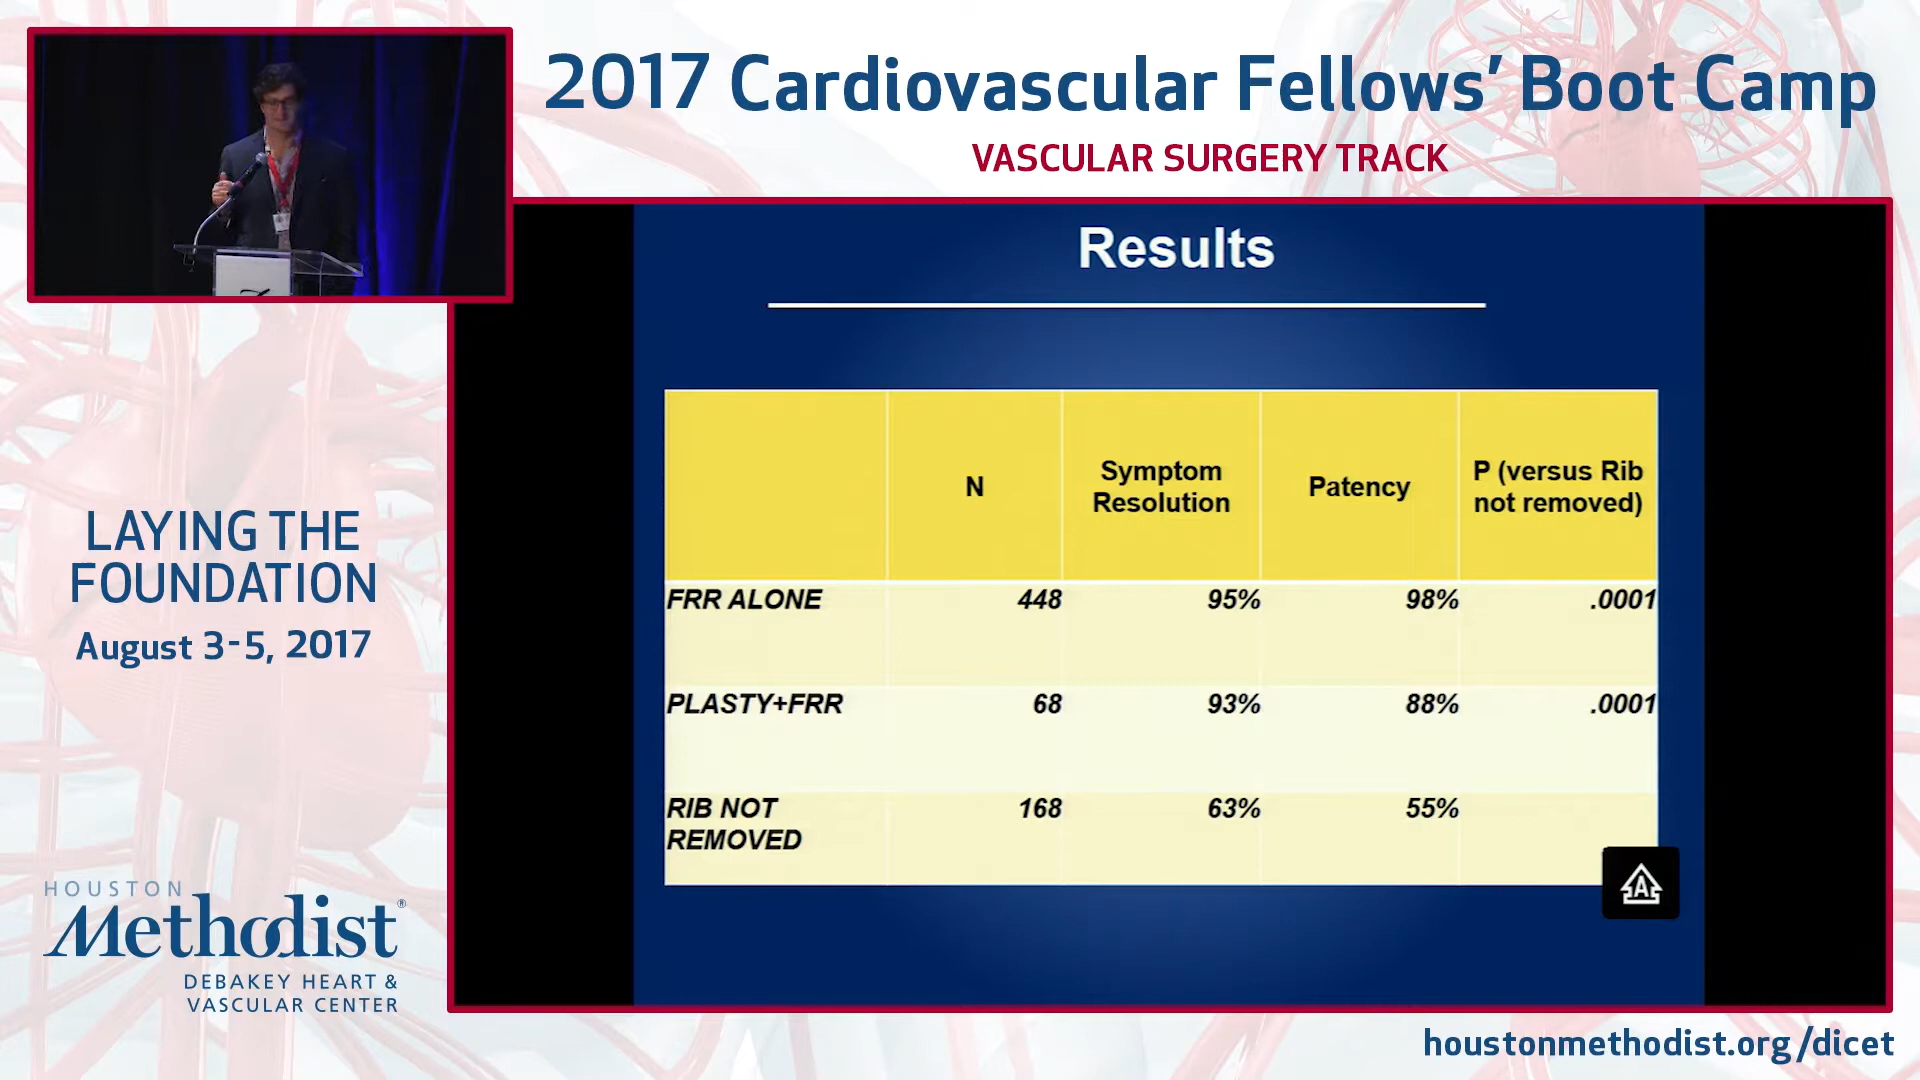 2017 Cardiovascular Fellows’ Boot Camp
VASCULAR SURGERY TRACK
Results
N
Symptom
Resolution
Patency
P (versus Rib
not removed)
FRR ALONE 448 95% 98% .0001
PLASTY+FRR 68 93% 88% .0001
RIB NOT
REMOVED 168 63% 55%
A
LAYING THE
FOUNDATION
August 3-5, 2017
HOUSTON
Methodist®
DEBAKEY HEART &
VASCULAR CENTER
houstonmethodist.org/dicet